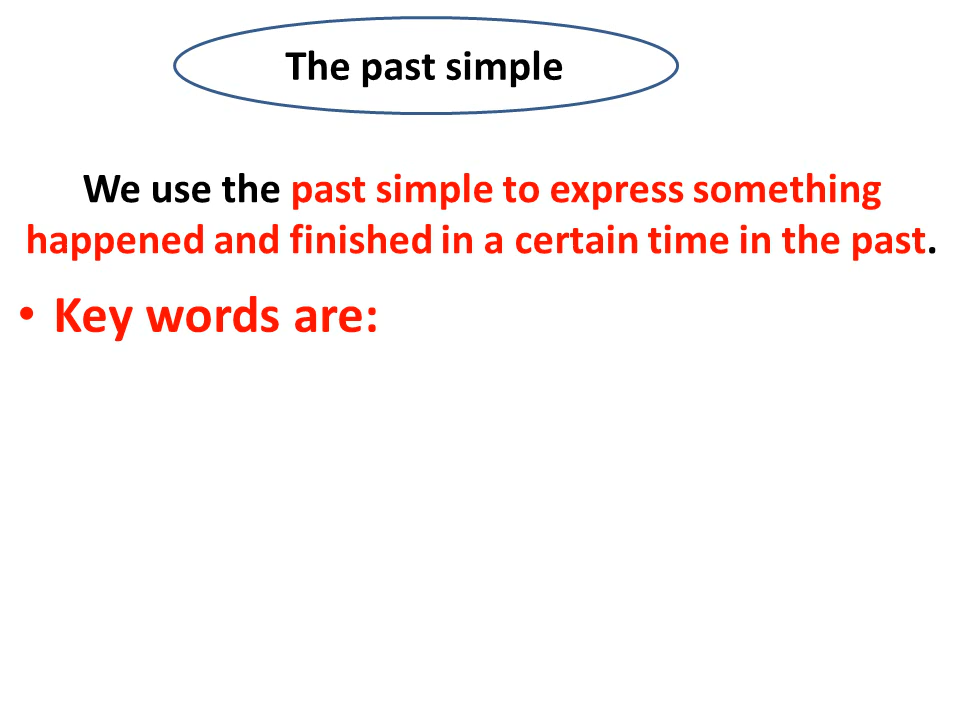 The past simple
We use the past simple to express something
happened and finished in a certain time in the past.
• Key words are: